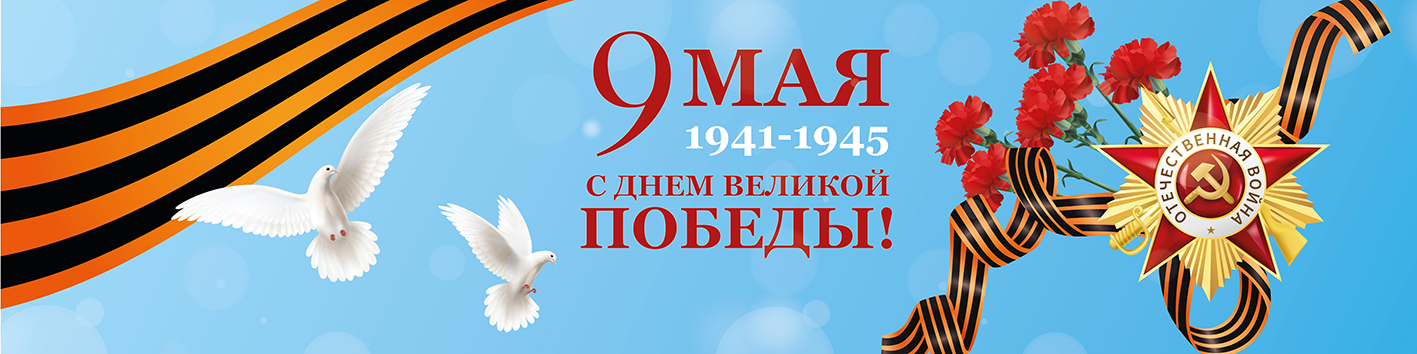 9 МАЯ
1941-1945
С ДНЕМ ВЕЛИКОЙ
ПОБЕДЫ!
ОТЕЧЕСТВЕННАЯ ВОЙНА